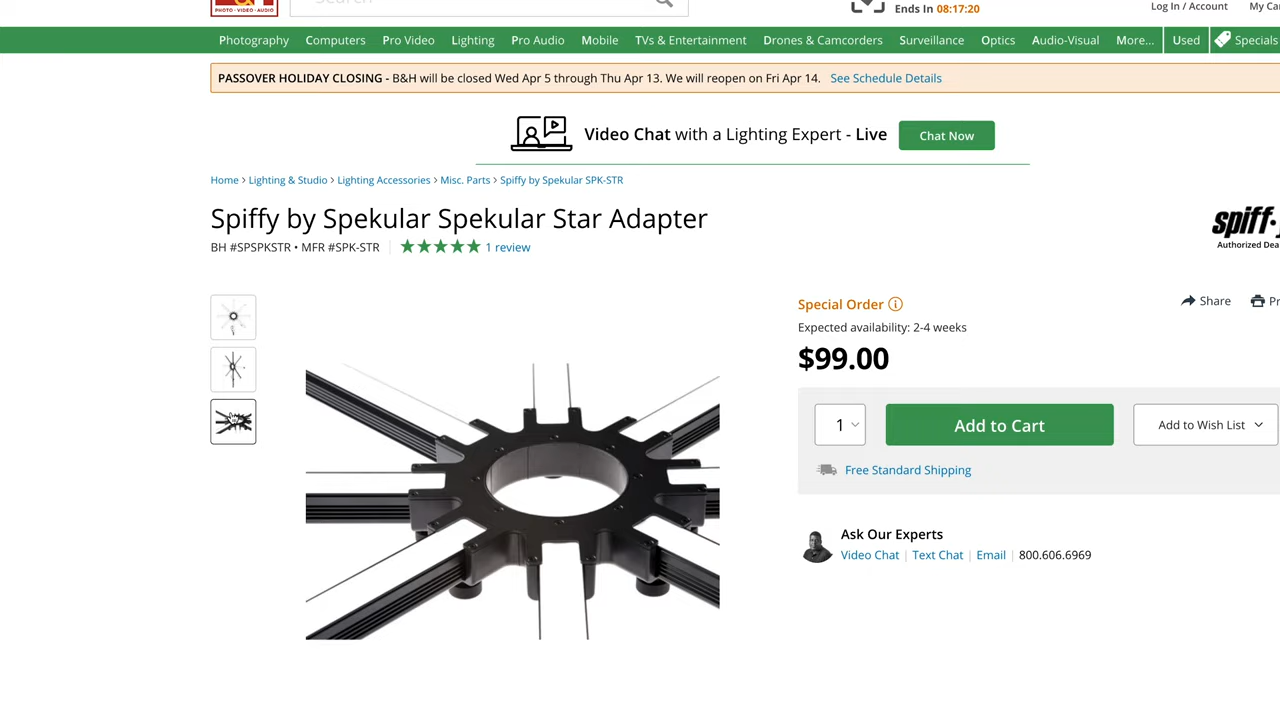 PHOTO · VIDEO · AUDIO
Search
Ends In 08:17:20
Log In / Account
Photography Computers Pro Video Lighting Pro Audio Mobile TVs & Entertainment Drones & Camcorders Surveillance Optics Audio-Visual More... Used Specials
PASSOVER HOLIDAY CLOSING - B&H will be closed Wed Apr 5 through Thu Apr 13. We will reopen on Fri Apr 14. See Schedule Details
Video Chat with a Lighting Expert - Live Chat Now
Home > Lighting & Studio > Lighting Accessories > Misc. Parts > Spiffy by Spekular SPK-STR
Spiffy by Spekular Spekular Star Adapter
BH #SPSPKSTR • MFR #SPK-STR 1 review
Special Order
Share
Expected availability: 2-4 weeks
$99.00
1 Add to Cart Add to Wish List
Free Standard Shipping
Ask Our Experts
Video Chat | Text Chat | Email | 800.606.6969